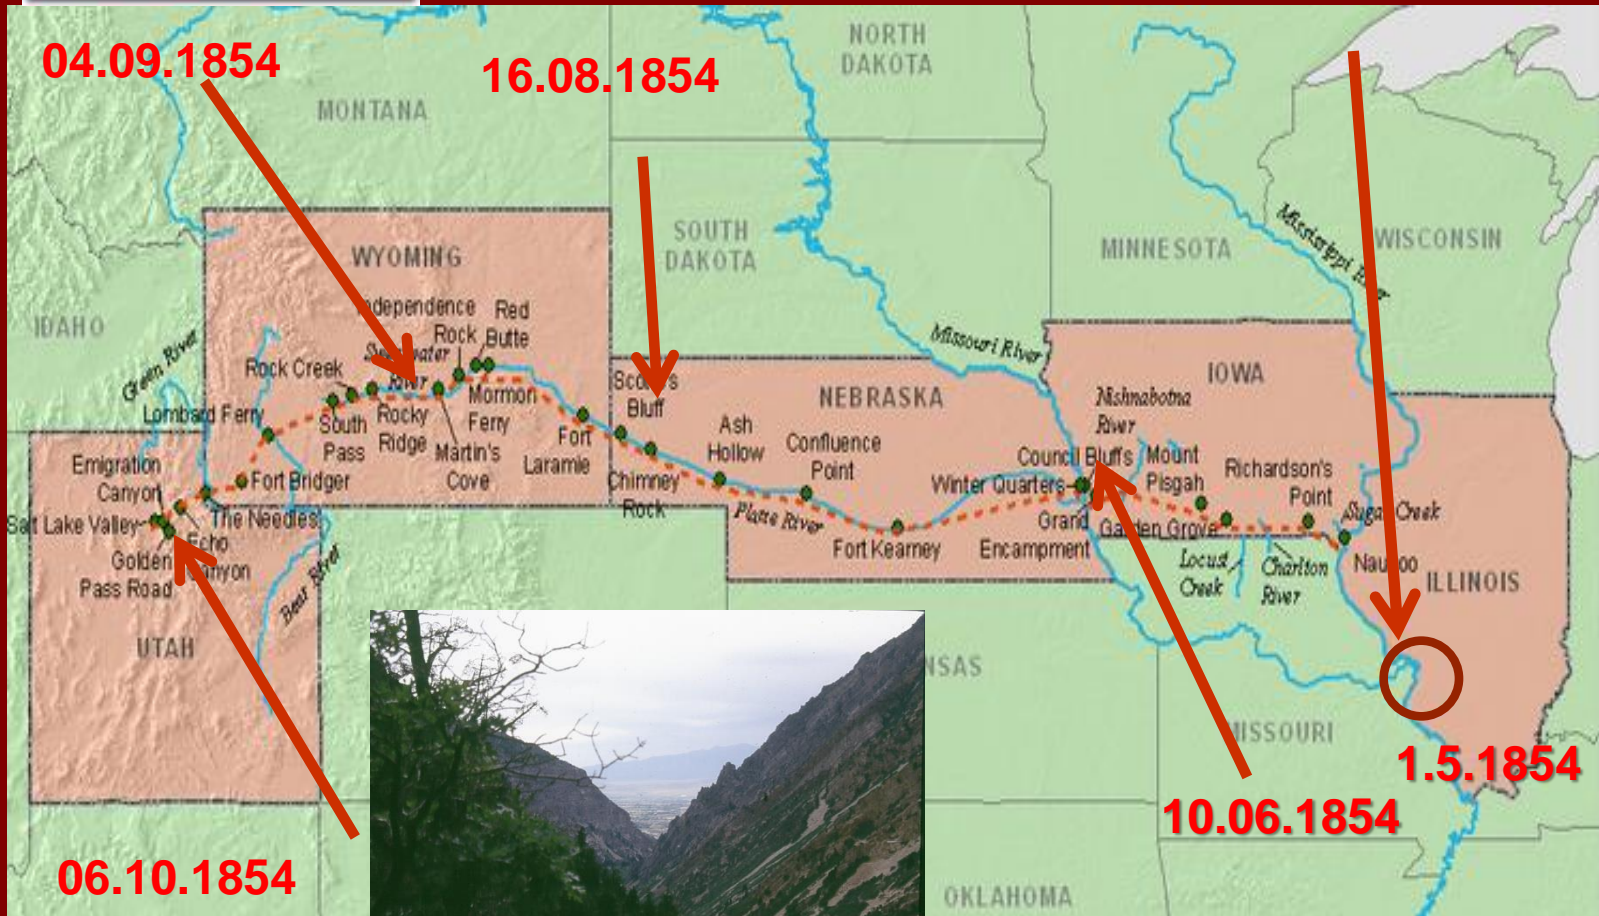 04.09.1854
16.08.1854
NORTH
DAKOTA
MONTANA
SOUTH
DAKOTA
MINNESOTA
Mississippi River
WISCONSIN
WYOMING
Independence
Rock
Red
Butte
IDAHO
Green River
Missouri River
Rock Creek
River
IOWA
Nishnabotna
River
NEBRASKA
Bluff
Lombard Ferry
South
Pass
Rocky
Ridge
Mormon
Ferry
Martin's
Cove
Fort
Laramie
Ash
Hollow
Confluence
Point
Council Bluffs
Mount
Pisgah
Richardson's
Point
Emigration
Canyon
Fort Bridger
Chimney
Rock
Winter Quarters
Platte River
Salt Lake Valley
The Needles
Echo
Canyon
Golden
Pass Road
Fort Kearney
Grand
Encampment
Garden Grove
Sugar Creek
Nauvoo
Locust
Creek
Chariton
River
ILLINOIS
Bear River
UTAH
NSAS
MISSOURI
1.5.1854
10.06.1854
06.10.1854
OKLAHOMA